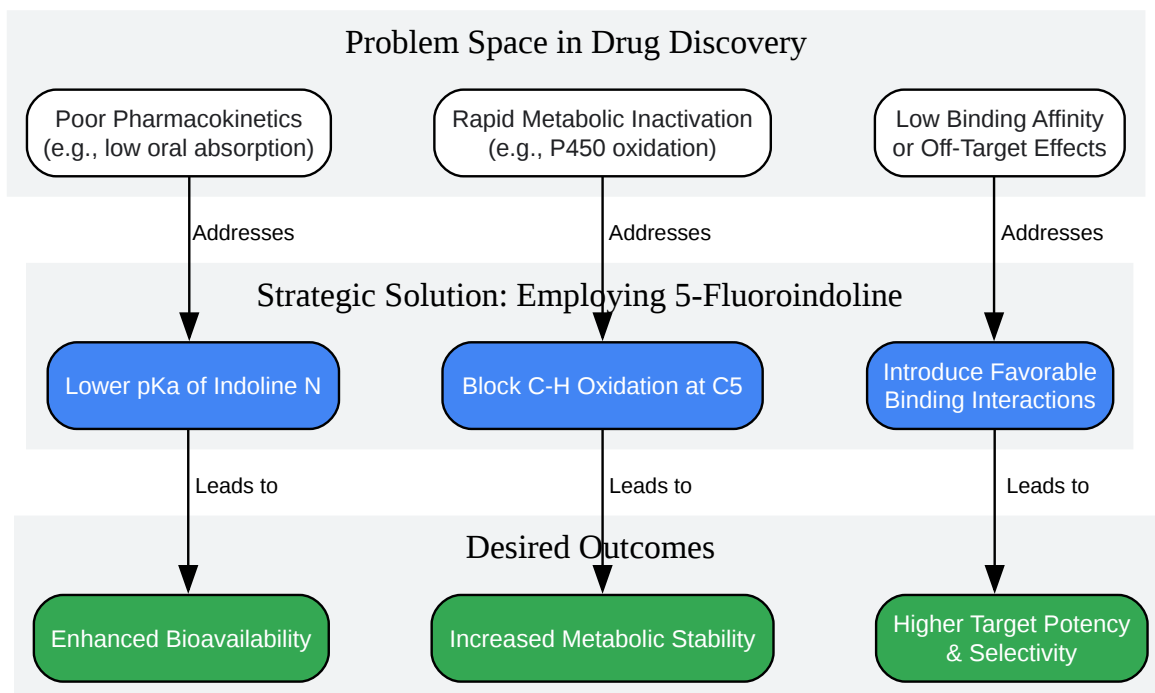 Problem Space in Drug Discovery
Poor Pharmacokinetics
(e.g., low oral absorption)
Rapid Metabolic Inactivation
(e.g., P450 oxidation)
Low Binding Affinity
or Off-Target Effects
Addresses
Addresses
Addresses
Strategic Solution: Employing 5-Fluoroindoline
Lower pKa of Indoline N
Block C-H Oxidation at C5
Introduce Favorable
Binding Interactions
Leads to
Leads to
Leads to
Desired Outcomes
Enhanced Bioavailability
Increased Metabolic Stability
Higher Target Potency
& Selectivity